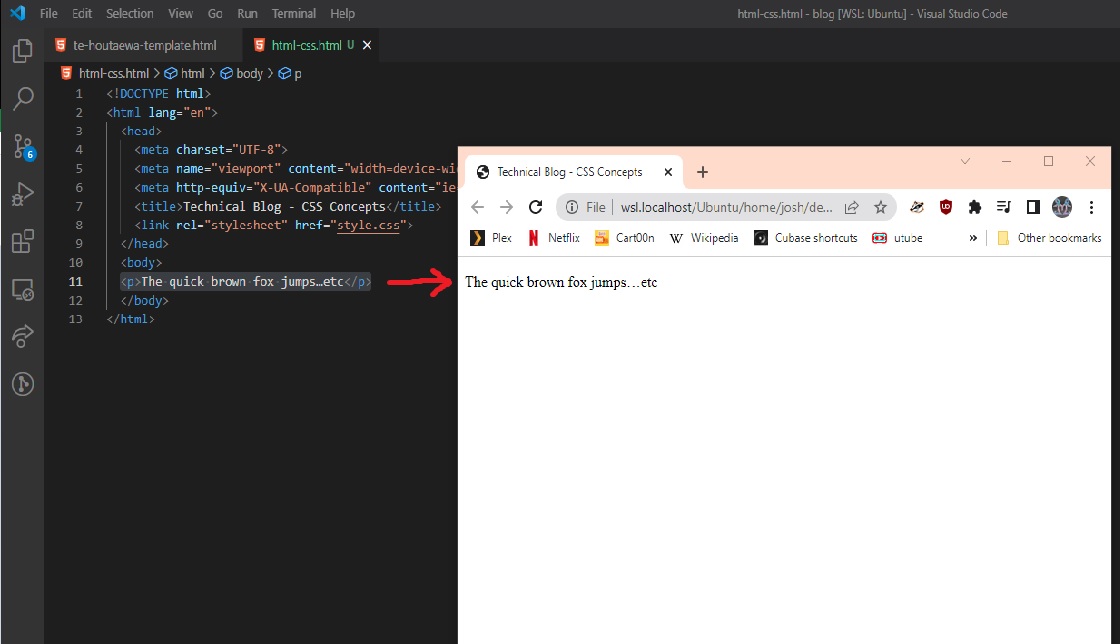 File Edit Selection View Go Run Terminal Help
html-css.html - blog [WSL: Ubuntu] - Visual Studio Code
te-houtaewa-template.html
html-css.html U
html-css.html > html > body > p
1 <!DOCTYPE html>
2 <html lang="en">
3 <head>
4 <meta charset="UTF-8">
5 <meta name="viewport" content="width=device-wi
6 <meta http-equiv="X-UA-Compatible" content="ie
7 <title>Technical Blog - CSS Concepts</title>
8 <link rel="stylesheet" href="style.css">
9 </head>
10 <body>
11 <p>The quick brown fox jumps…etc</p>
12 </body>
13 </html>
6
Technical Blog - CSS Concepts
File | wsl.localhost/Ubuntu/home/josh/de...
Plex Netflix Cart00n Wikipedia Cubase shortcuts utube » Other bookmarks
The quick brown fox jumps…etc